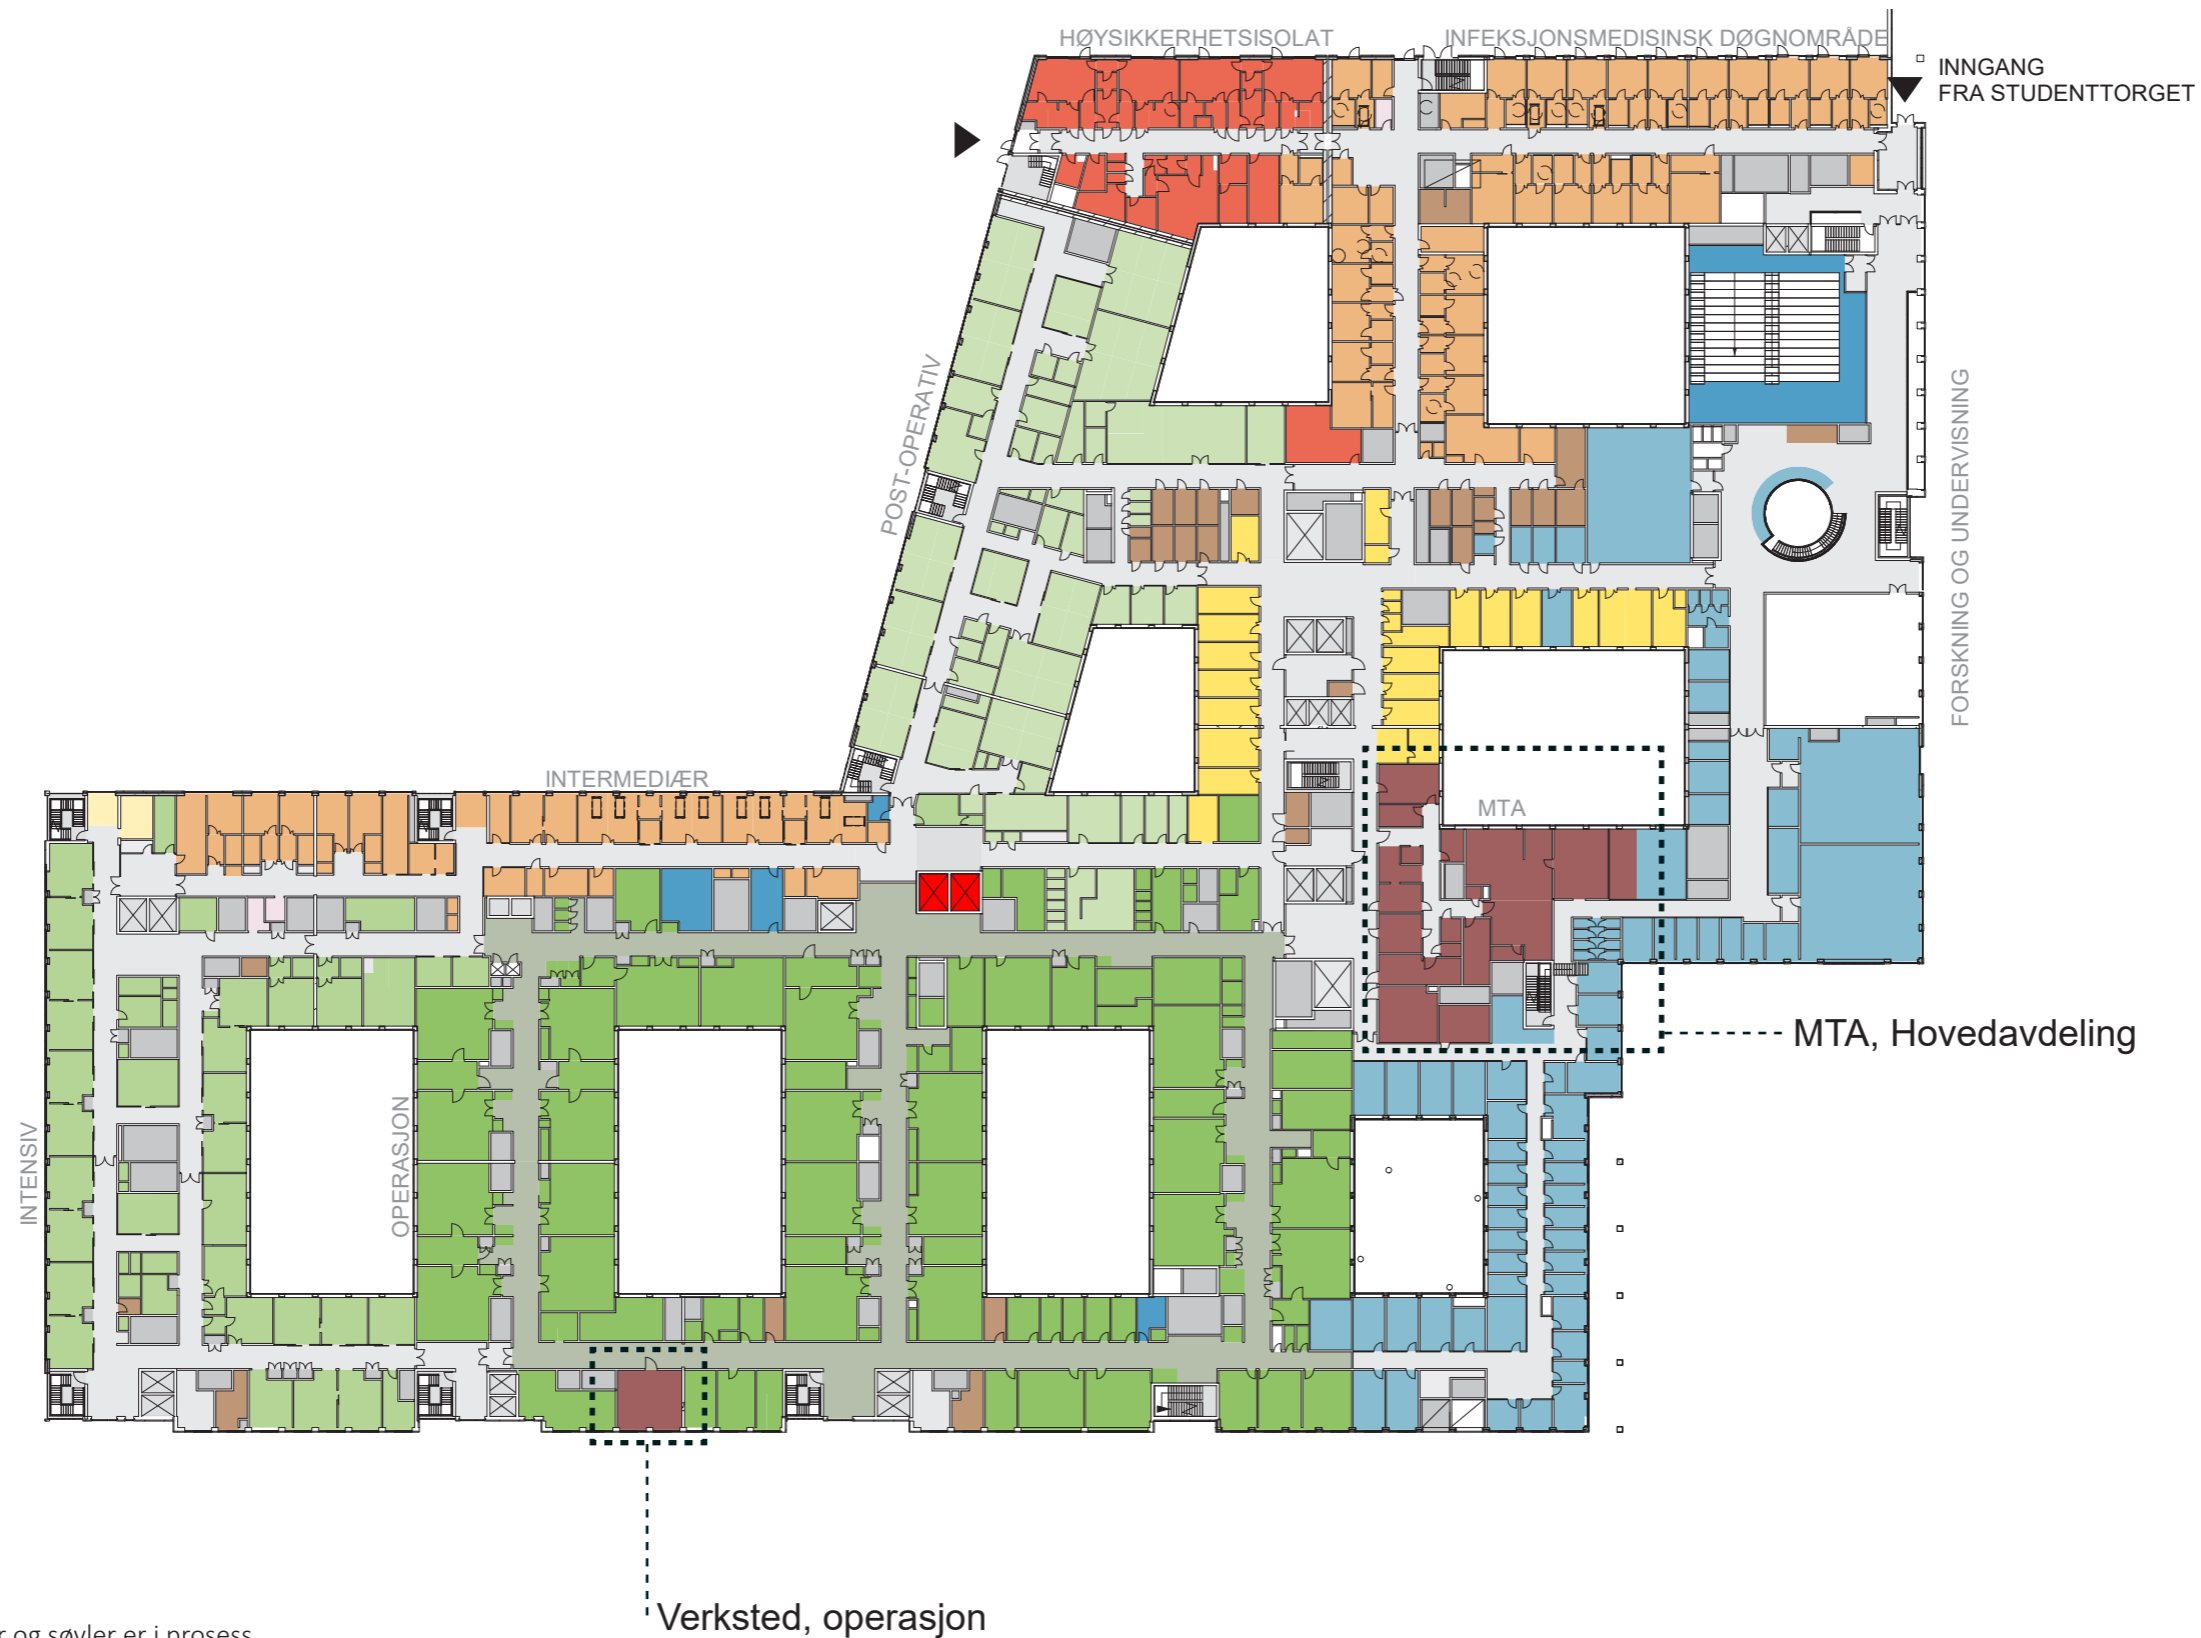 HØYSIKKERHETSISOLAT
INFEKSJONSMEDISINSK DØGNOMRÅDE
INNGANG
FRA STUDENTTORGET
POST-OPERATIV
FORSKNING OG UNDERVISNING
INTERMEDIÆR
MTA
MTA, Hovedavdeling
INTENSIV
OPERASJON
Verksted, operasjon
r og søyler er i prosess